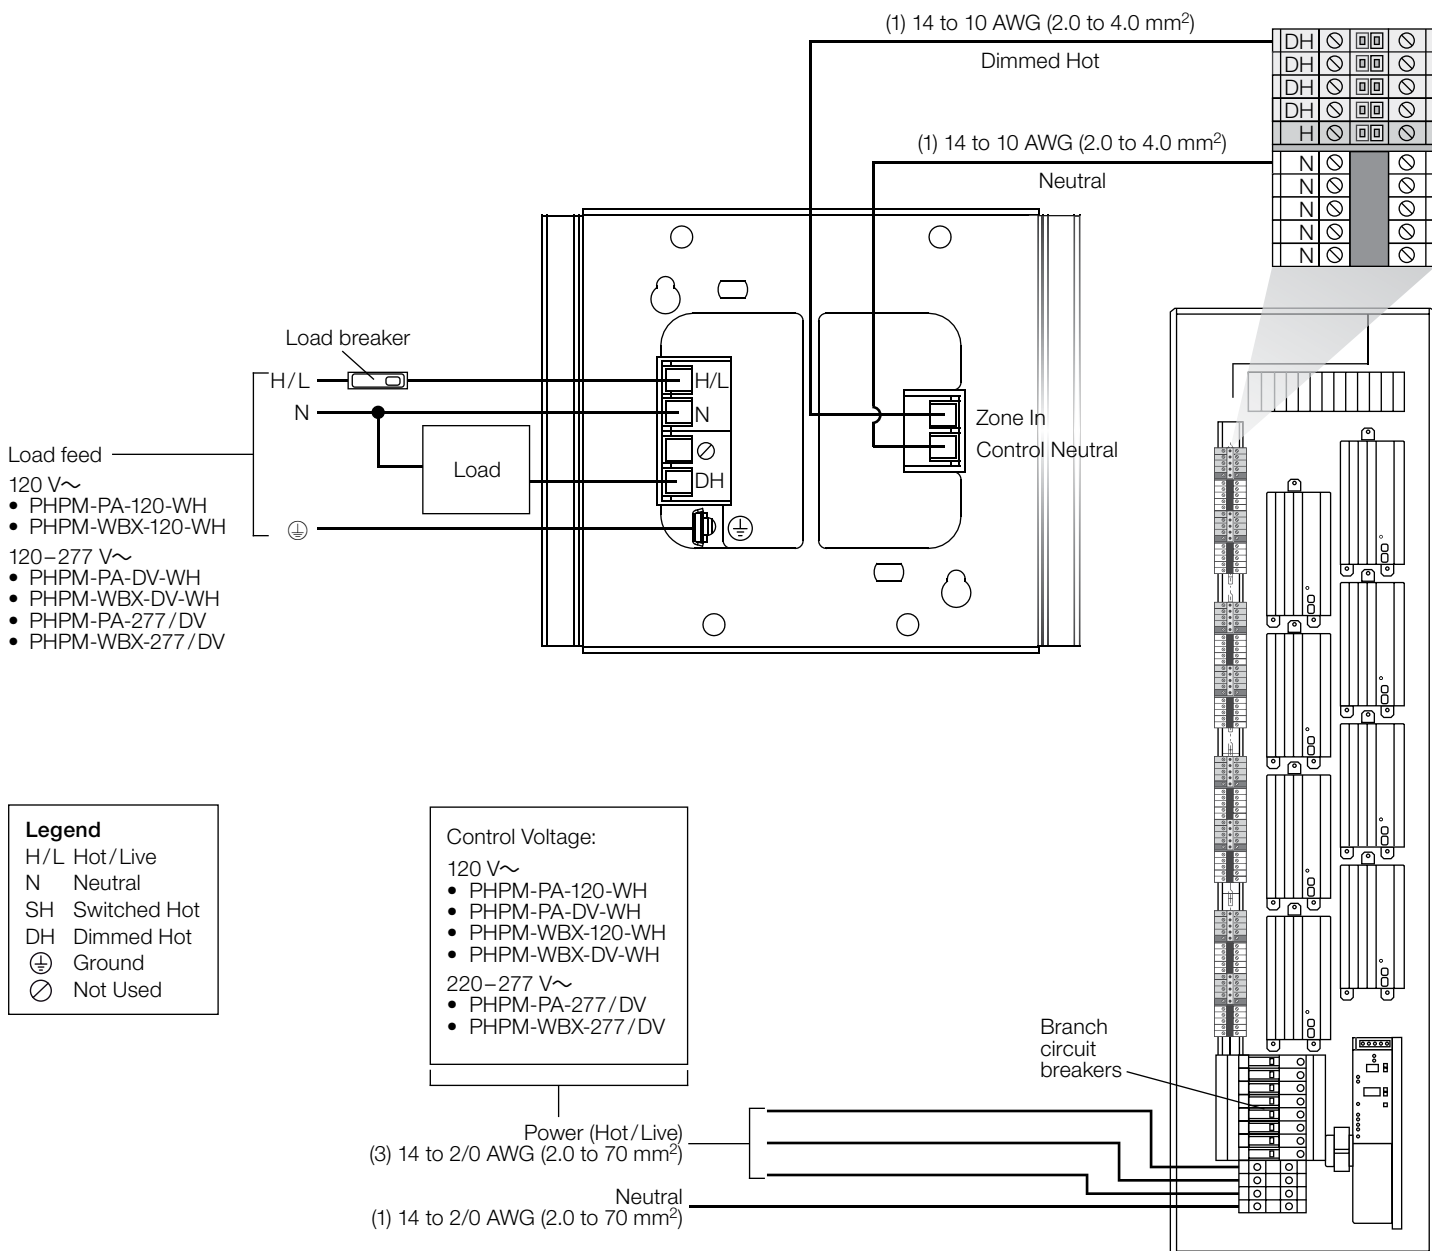 (1) 14 to 10 AWG (2.0 to 4.0 mm²)
Dimmed Hot
(1) 14 to 10 AWG (2.0 to 4.0 mm²)
Neutral
DH
DH
DH
DH
H
N
N
N
N
N
Load breaker
H/L
N
Load
H/L
N
DH
Zone In
Control Neutral
Load feed
120 V~
• PHPM-PA-120-WH
• PHPM-WBX-120-WH
120–277 V~
• PHPM-PA-DV-WH
• PHPM-WBX-DV-WH
• PHPM-PA-277/DV
• PHPM-WBX-277/DV
Legend
H/L Hot/Live
N Neutral
SH Switched Hot
DH Dimmed Hot
Ground
Not Used
Control Voltage:
120 V~
• PHPM-PA-120-WH
• PHPM-PA-DV-WH
• PHPM-WBX-120-WH
• PHPM-WBX-DV-WH
220–277 V~
• PHPM-PA-277/DV
• PHPM-WBX-277/DV
Branch
circuit
breakers
Power (Hot/Live)
(3) 14 to 2/0 AWG (2.0 to 70 mm²)
Neutral
(1) 14 to 2/0 AWG (2.0 to 70 mm²)